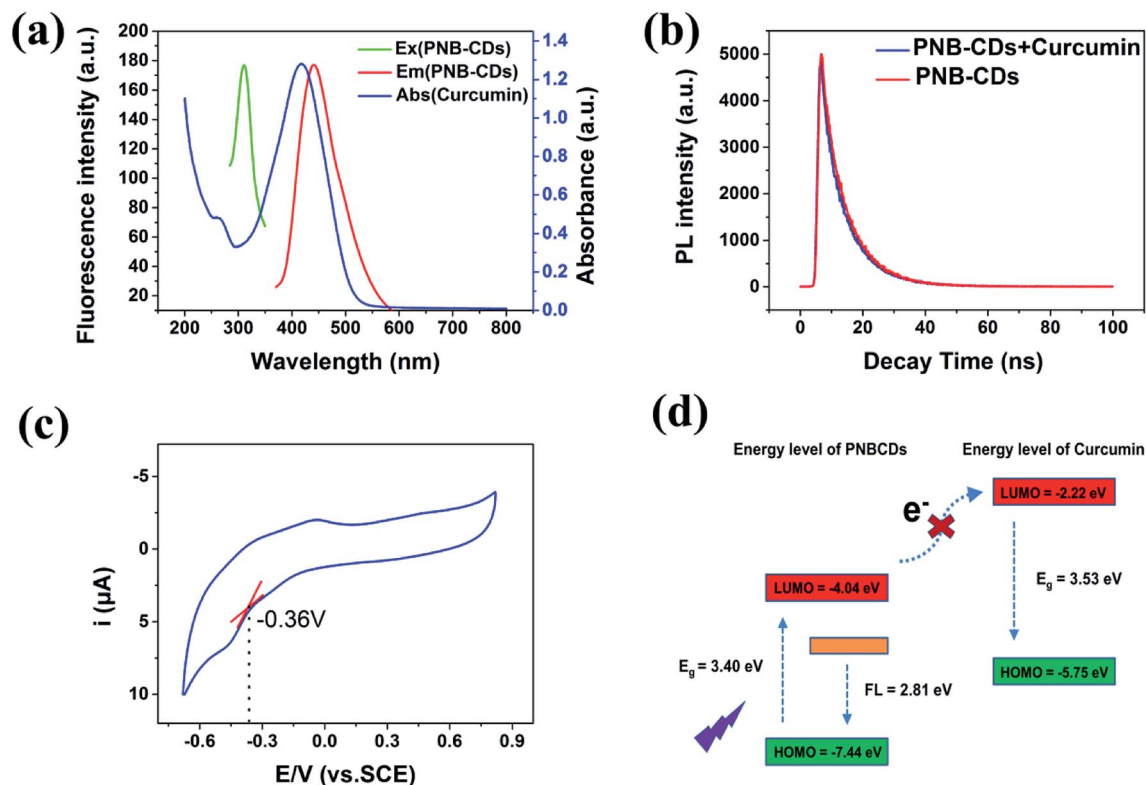 (a)
Fluorescence intensity (a.u.)
200
180
160
140
120
100
80
60
40
20
Ex(PNB-CDs)
Em(PNB-CDs)
Abs(Curcumin)
1.4
1.2
1.0
0.8
0.6
0.4
0.2
0.0
Absorbance (a.u.)
200 300 400 500 600 700 800
Wavelength (nm)
(b)
PL intensity (a.u.)
5000
4000
3000
2000
1000
0
PNB-CDs+Curcumin
PNB-CDs
0 20 40 60 80 100
Decay Time (ns)
(c)
i (μA)
-5
0
5
10
-0.36V
-0.6 -0.3 0.0 0.3 0.6 0.9
E/V (vs.SCE)
(d)
Energy level of PNBCDs
Energy level of Curcumin
LUMO = -2.22 eV
e-
Eg = 3.53 eV
LUMO = -4.04 eV
HOMO = -5.75 eV
Eg = 3.40 eV
FL = 2.81 eV
HOMO = -7.44 eV